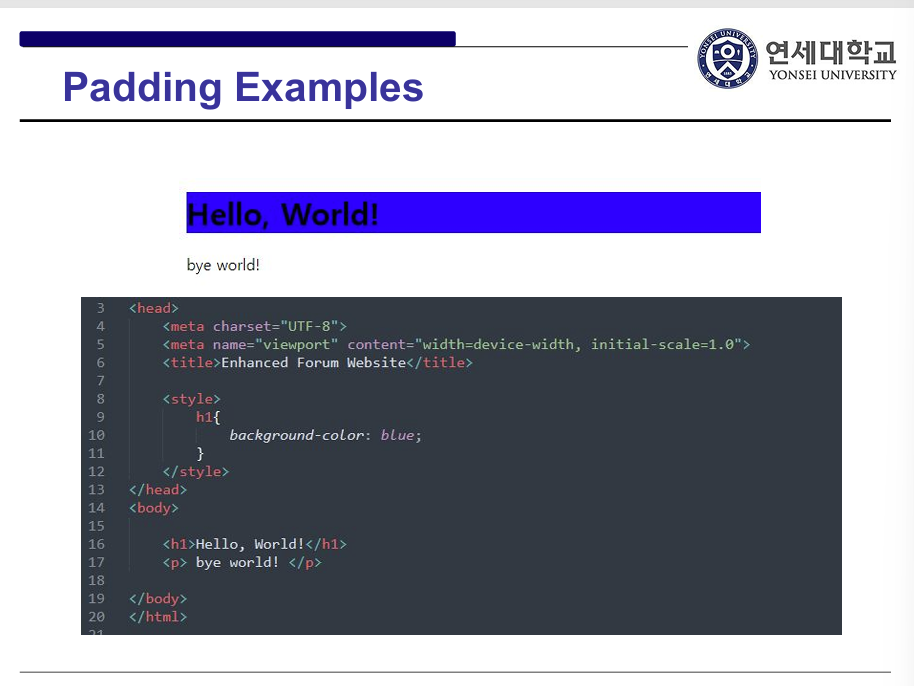 연세대학교
YONSEI UNIVERSITY
Padding Examples
Hello, World!
bye world!
3 <head>
4 <meta charset="UTF-8">
5 <meta name="viewport" content="width=device-width, initial-scale=1.0">
6 <title>Enhanced Forum Website</title>
7
8 <style>
9 h1{
10 background-color: blue;
11 }
12 </style>
13 </head>
14 <body>
15
16 <h1>Hello, World!</h1>
17 <p> bye world! </p>
18
19 </body>
20 </html>
21